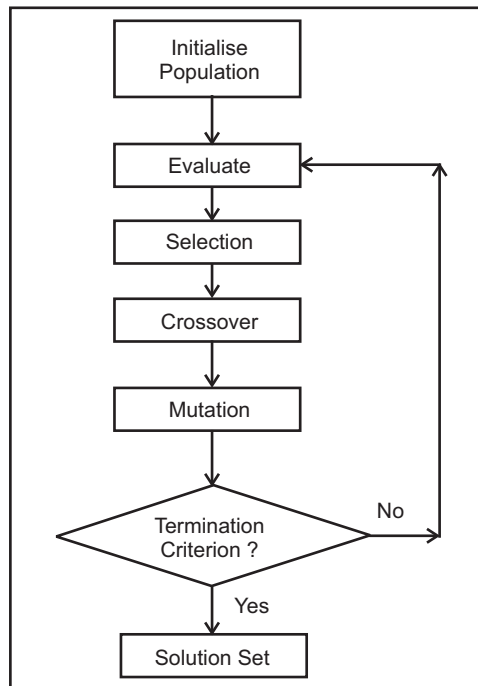 Initialise
Population
Evaluate
Selection
Crossover
Mutation
Termination
Criterion ?
No
Yes
Solution Set